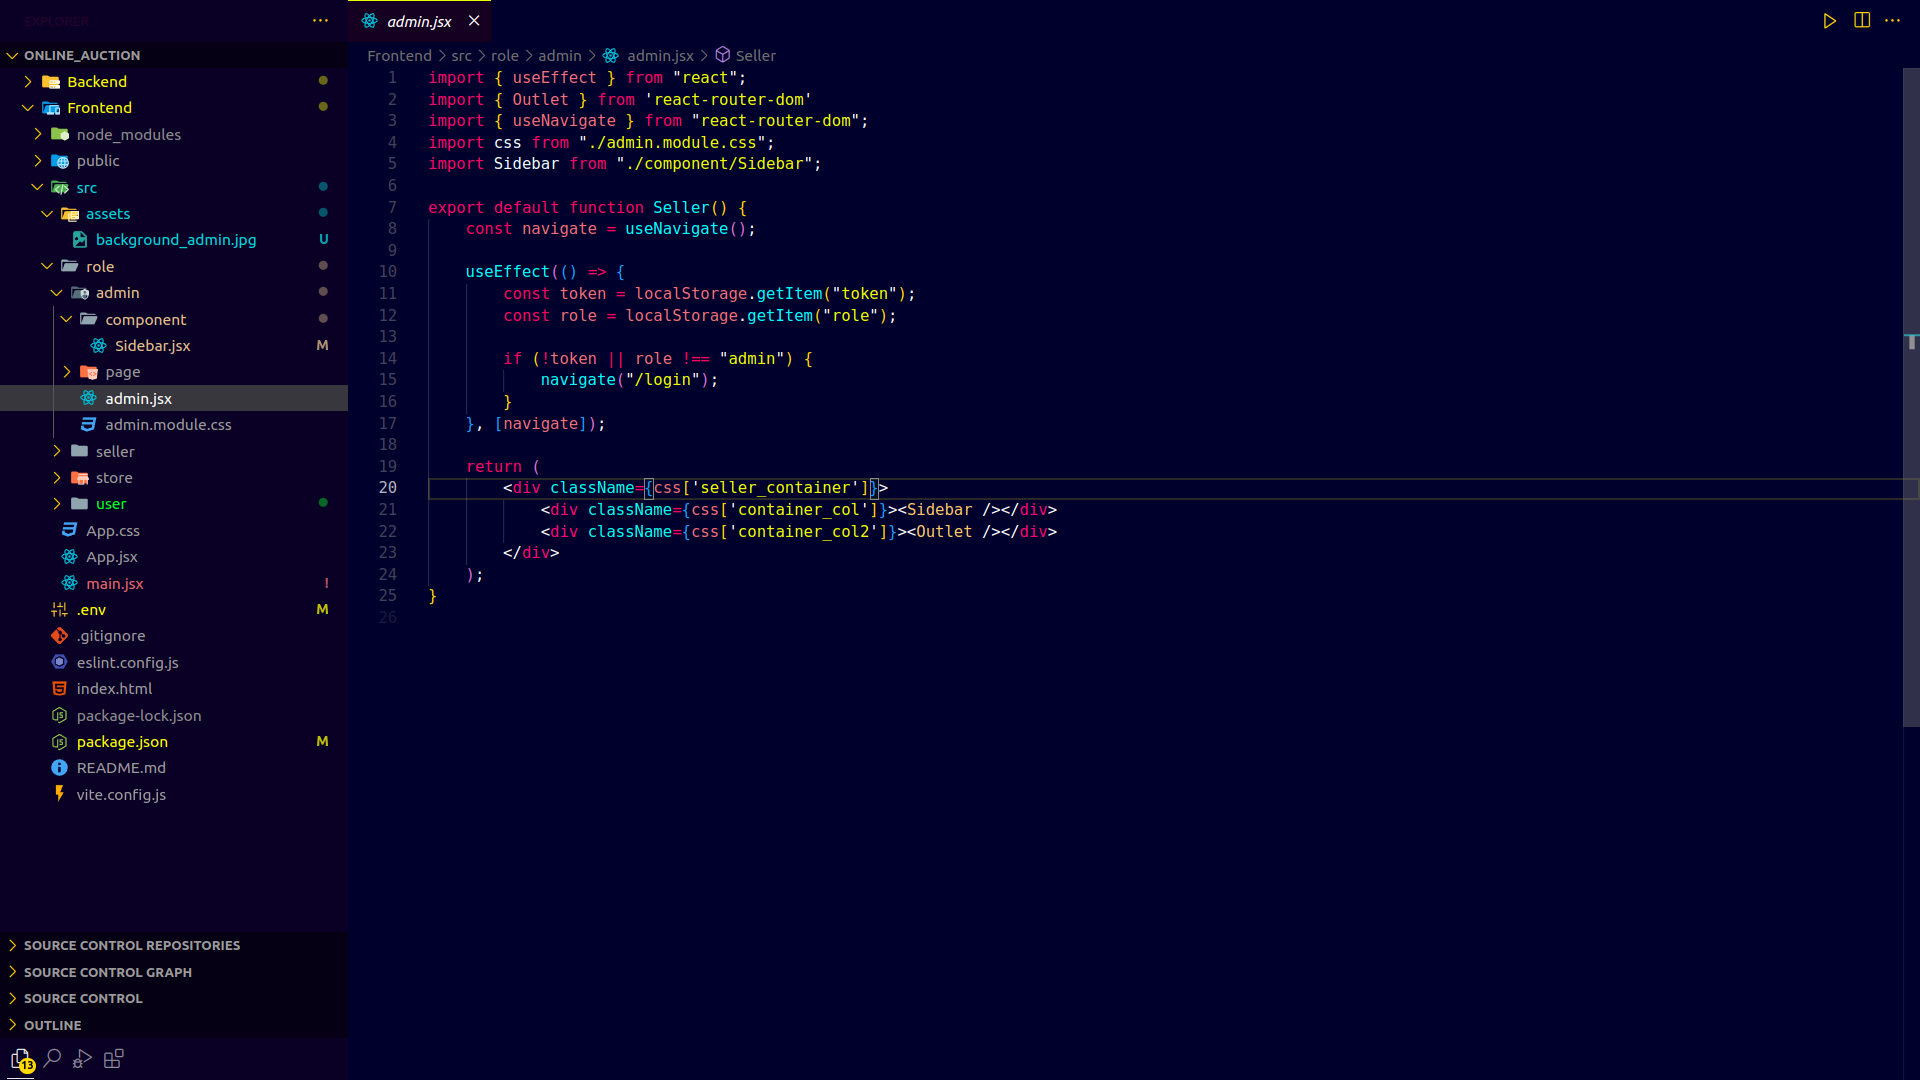 EXPLORER
ONLINE_AUCTION
Backend
Frontend
node_modules
public
src
assets
background_admin.jpg U
role
admin
component
Sidebar.jsx M
page
admin.jsx
admin.module.css
seller
store
user
App.css
App.jsx
main.jsx !
.env M
.gitignore
eslint.config.js
index.html
package-lock.json
package.json M
README.md
vite.config.js
SOURCE CONTROL REPOSITORIES
SOURCE CONTROL GRAPH
SOURCE CONTROL
OUTLINE
13
admin.jsx
Frontend > src > role > admin > admin.jsx > Seller
1 import { useEffect } from "react";
2 import { Outlet } from 'react-router-dom'
3 import { useNavigate } from "react-router-dom";
4 import css from "./admin.module.css";
5 import Sidebar from "./component/Sidebar";
6
7 export default function Seller() {
8 const navigate = useNavigate();
9
10 useEffect(() => {
11 const token = localStorage.getItem("token");
12 const role = localStorage.getItem("role");
13
14 if (!token || role !== "admin") {
15 navigate("/login");
16 }
17 }, [navigate]);
18
19 return (
20 <div className={css['seller_container']}>
21 <div className={css['container_col']}><Sidebar /></div>
22 <div className={css['container_col2']}><Outlet /></div>
23 </div>
24 );
25 }
26